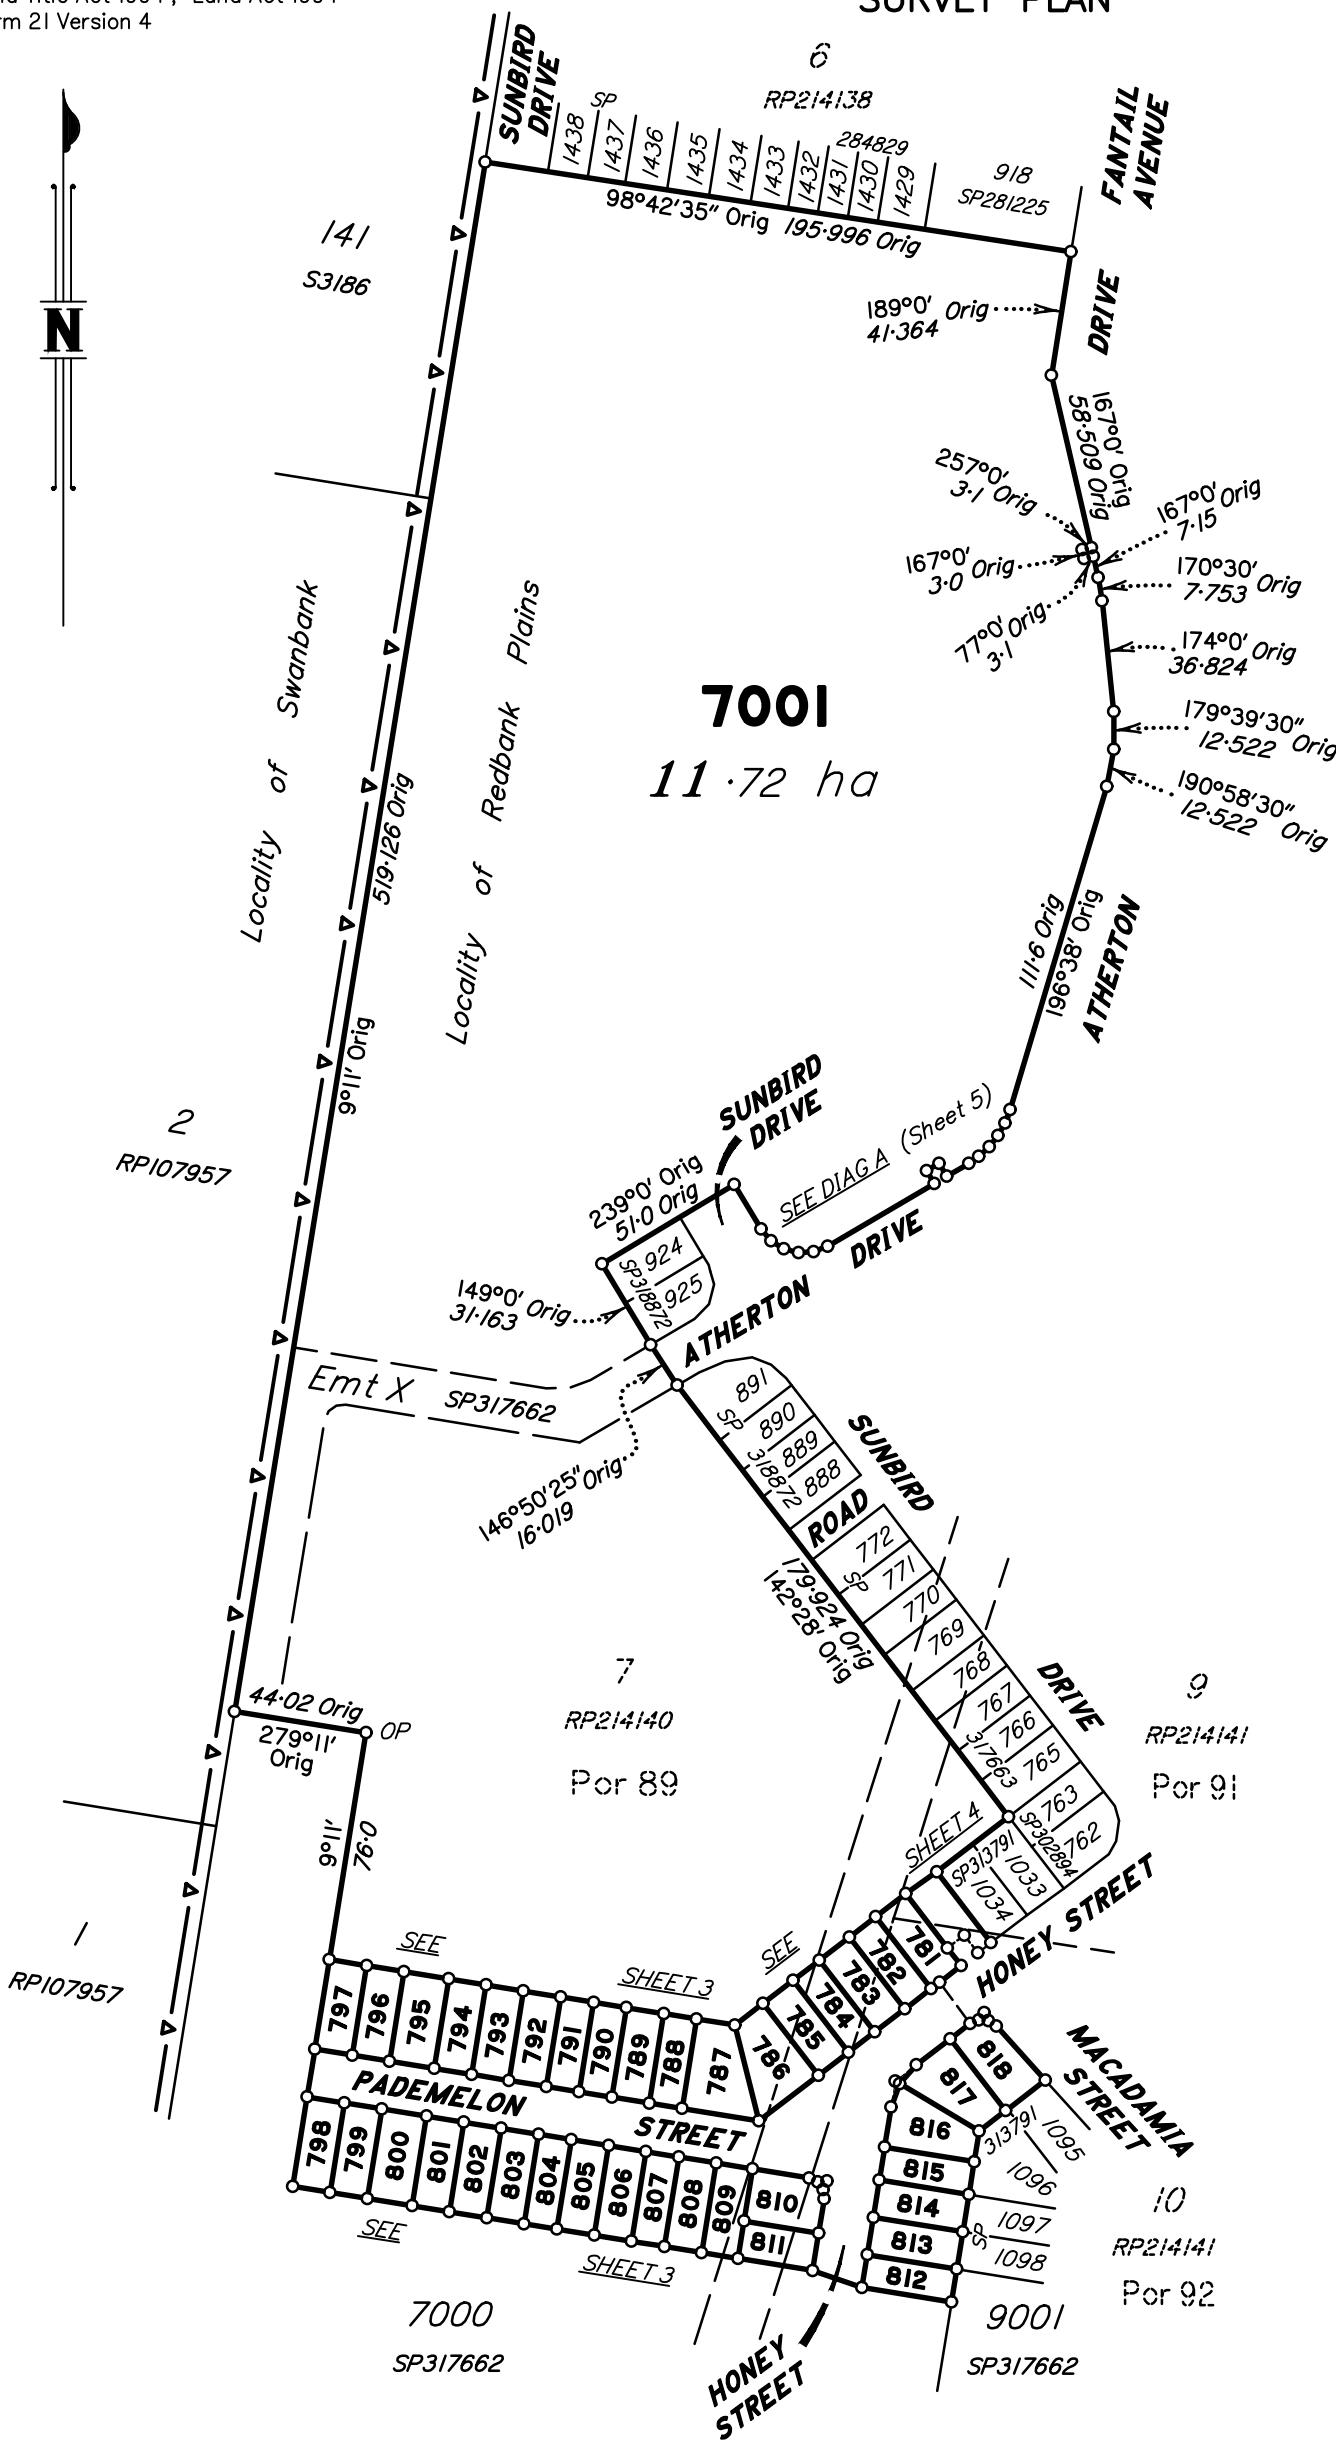 rm 21 Version 4
SUNBIRD
DRIVE
SP
1438
1437
1436
1435
1434
1433
1432
1431
1430
1429
284829
6
RP214138
918
SP281225
FANTAIL
AVENUE
98°42'35" Orig 195·996 Orig
141
S3186
N
189°0' Orig
41·364
DRIVE
167°0' Orig
58·509 Orig
257°0'
3·1 Orig
167°0' Orig
7·15
167°0'
3·0 Orig
170°30' Orig
7·753
77°0' Orig
3·1
174°0' Orig
36·824
179°39'30"
12·522 Orig
190°58'30"
12·522 Orig
Locality of Swanbank
Locality of Redbank Plains
7001
11·72 ha
519·126 Orig
9°11' Orig
111·6 Orig
196°38' Orig
ATHERTON
2
RP107957
SUNBIRD
DRIVE
SEE DIAG A (Sheet 5)
239°0' Orig
51·0 Orig
924
925
SP318872
149°0' Orig
31·163
ATHERTON DRIVE
Emt X SP317662
146°50'25" Orig
16·019
891
890
889
888
SP
318872
SUNBIRD
ROAD
772
771
770
769
768
767
766
765
763
762
SP
317663
SP302894
179·924 Orig
142°28' Orig
DRIVE
44·02 Orig
279°11'
Orig
OP
7
RP214140
Por 89
9
RP214141
Por 91
9°11'
76·0
1
RP107957
SHEET 4
SP313791
1033
1034
HONEY STREET
SEE
SHEET 3
SEE
797
796
795
794
793
792
791
790
789
788
787
786
785
784
783
782
781
PADEMELON STREET
798
799
800
801
802
803
804
805
806
807
808
809
810
811
818
817
816
815
814
813
812
MACADAMIA
STREET
313791
1095
1096
1097
1098
SP
10
RP214141
Por 92
SEE
SHEET 3
7000
SP317662
HONEY
STREET
9001
SP317662